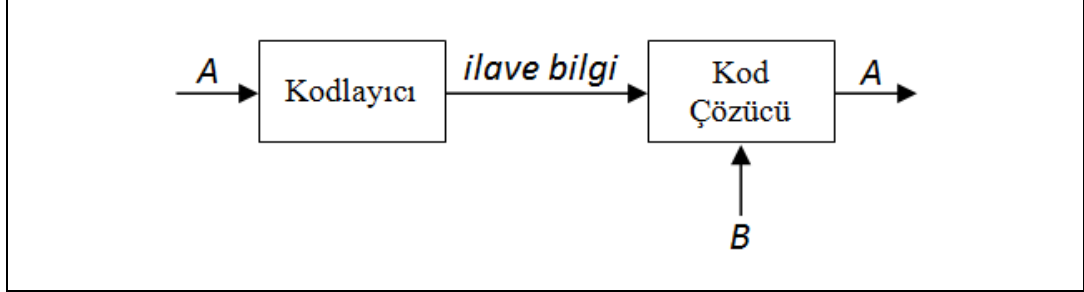 A
Kodlayıcı
ilave bilgi
Kod
Çözücü
A
B